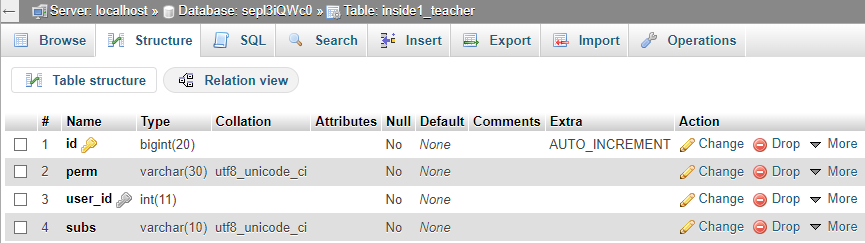 ← Server: localhost » Database: sepl3iQWc0 » Table: inside1_teacher
Browse Structure SQL Search Insert Export Import Operations
Table structure Relation view
# Name Type Collation Attributes Null Default Comments Extra Action
1 id bigint(20) No None AUTO_INCREMENT Change Drop More
2 perm varchar(30) utf8_unicode_ci No None Change Drop More
3 user_id int(11) No None Change Drop More
4 subs varchar(10) utf8_unicode_ci No None Change Drop More